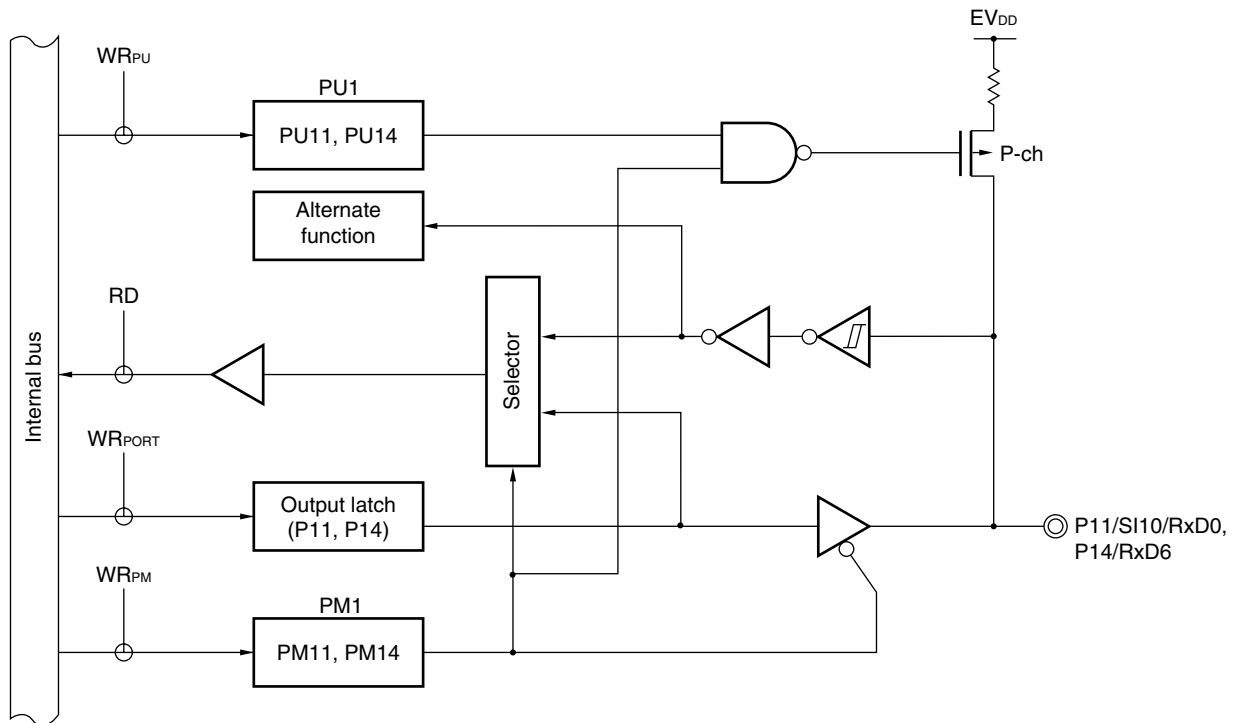 EVDD
WRPU
PU1
PU11, PU14
P-ch
Alternate
function
RD
Selector
Internal bus
WRPORT
Output latch
(P11, P14)
P11/SI10/RxD0,
P14/RxD6
WRPM
PM1
PM11, PM14